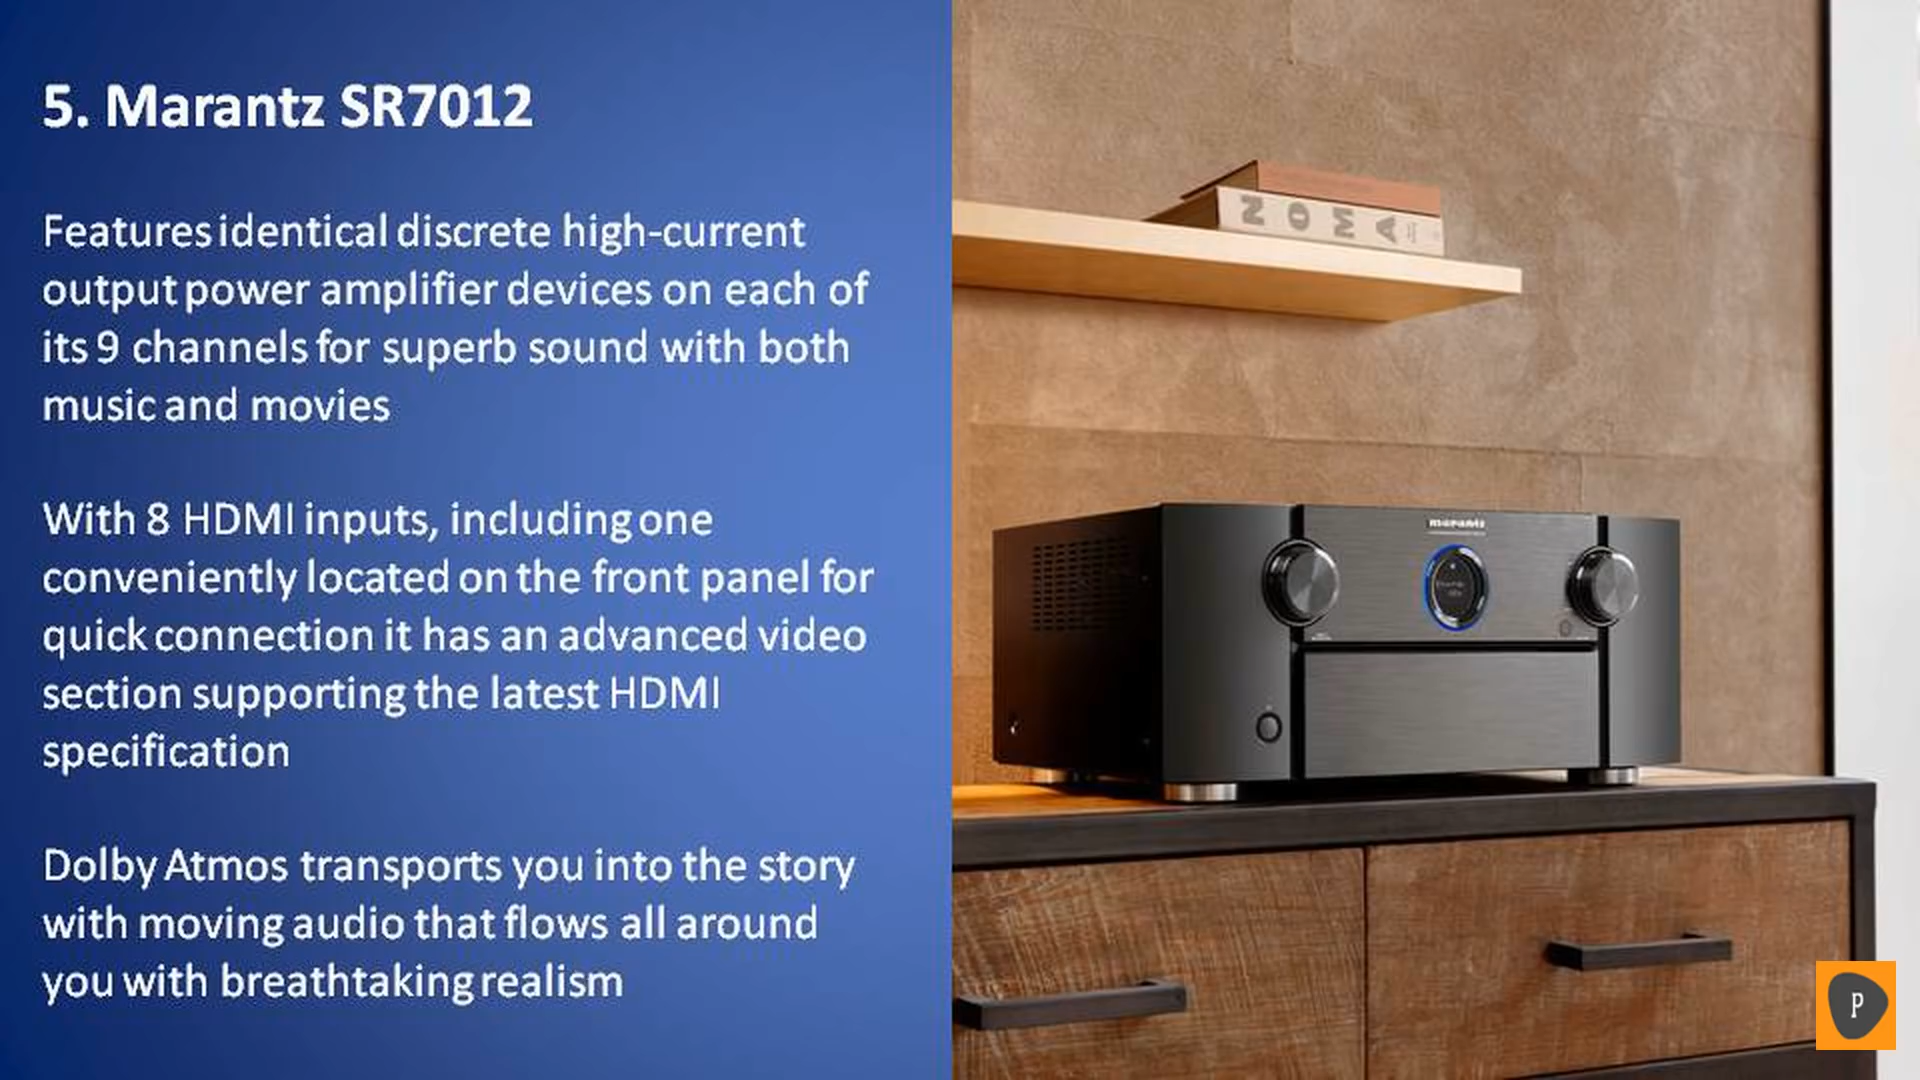 5. Marantz SR7012
Features identical discrete high-current
output power amplifier devices on each of
its 9 channels for superb sound with both
music and movies
With 8 HDMI inputs, including one
conveniently located on the front panel for
quick connection it has an advanced video
section supporting the latest HDMI
specification
Dolby Atmos transports you into the story
with moving audio that flows all around
you with breathtaking realism
NOMA
marantz
P